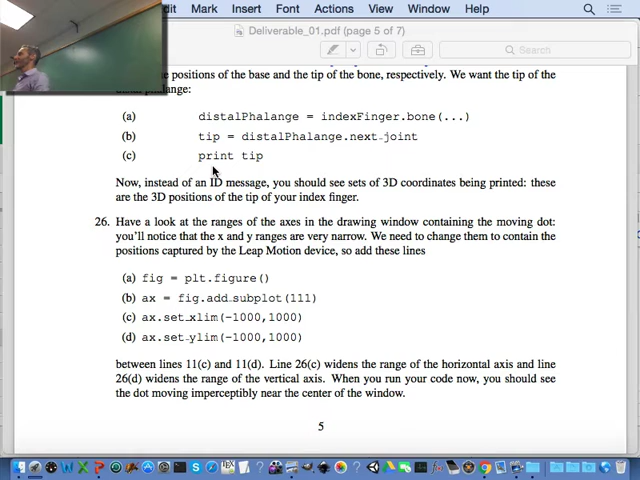 Edit Mark Insert Format Actions View Window Help
Deliverable_01.pdf (page 5 of 7)
Search
positions of the base and the tip of the bone, respectively. We want the tip of the
distal phalange:
(a) distalPhalange = indexFinger.bone(...)
(b) tip = distalPhalange.next_joint
(c) print tip
Now, instead of an ID message, you should see sets of 3D coordinates being printed: these
are the 3D positions of the tip of your index finger.
26. Have a look at the ranges of the axes in the drawing window containing the moving dot:
you'll notice that the x and y ranges are very narrow. We need to change them to contain the
positions captured by the Leap Motion device, so add these lines
(a) fig = plt.figure()
(b) ax = fig.add_subplot(111)
(c) ax.set_xlim(-1000,1000)
(d) ax.set_ylim(-1000,1000)
between lines 11(c) and 11(d). Line 26(c) widens the range of the horizontal axis and line
26(d) widens the range of the vertical axis. When you run your code now, you should see
the dot moving imperceptibly near the center of the window.
5